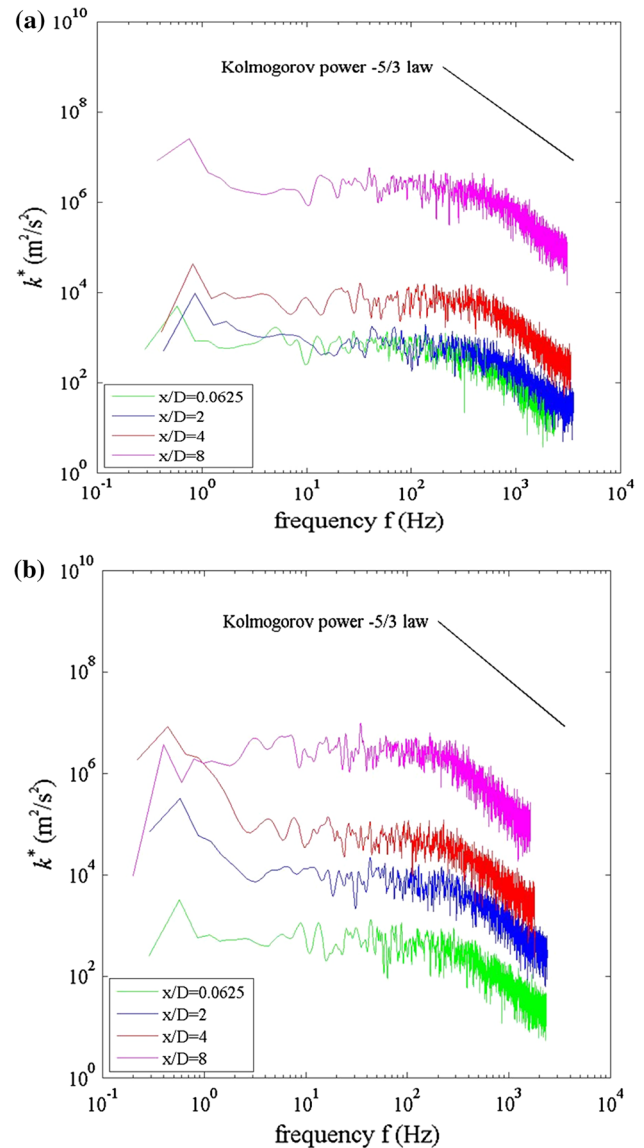 (a)
10^10
Kolmogorov power -5/3 law
10^8
10^6
k* (m²/s²)
10^4
10^2
x/D=0.0625
x/D=2
x/D=4
x/D=8
10^0
10^-1
10^0
10^1
10^2
10^3
10^4
frequency f (Hz)
(b)
10^10
Kolmogorov power -5/3 law
10^8
10^6
k* (m²/s²)
10^4
10^2
x/D=0.0625
x/D=2
x/D=4
x/D=8
10^0
10^-1
10^0
10^1
10^2
10^3
10^4
frequency f (Hz)